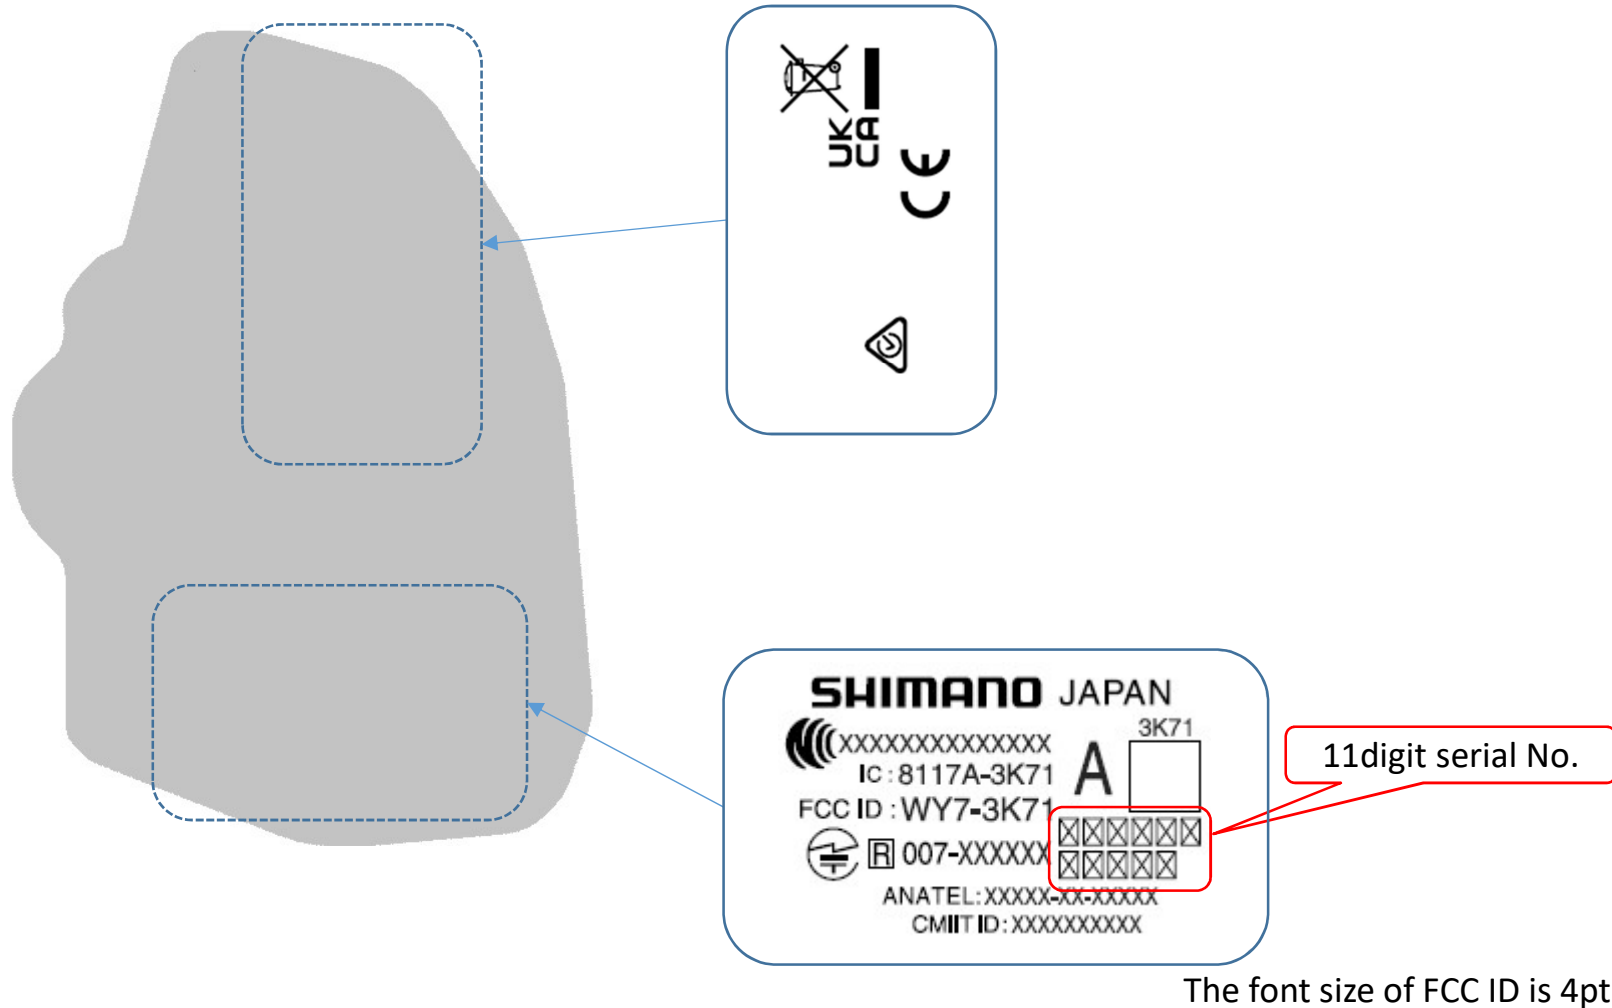 UK
CA
CE
SHIMANO JAPAN
3K71
XXXXXXXXXXXXXX
A
IC : 8117A-3K71
FCC ID : WY7-3K71
R 007-XXXXXX
ANATEL: XXXXX-XX-XXXXX
CMIIT ID: XXXXXXXXXX
11digit serial No.
The font size of FCC ID is 4pt